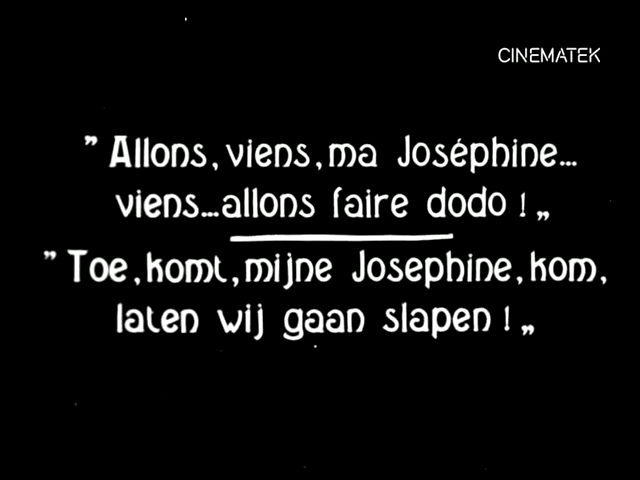 CINEMATEK
" Allons, viens, ma Joséphine...
viens...allons faire dodo ! „
" Toe, komt, mijne Josephine, kom,
laten wij gaan slapen ! „